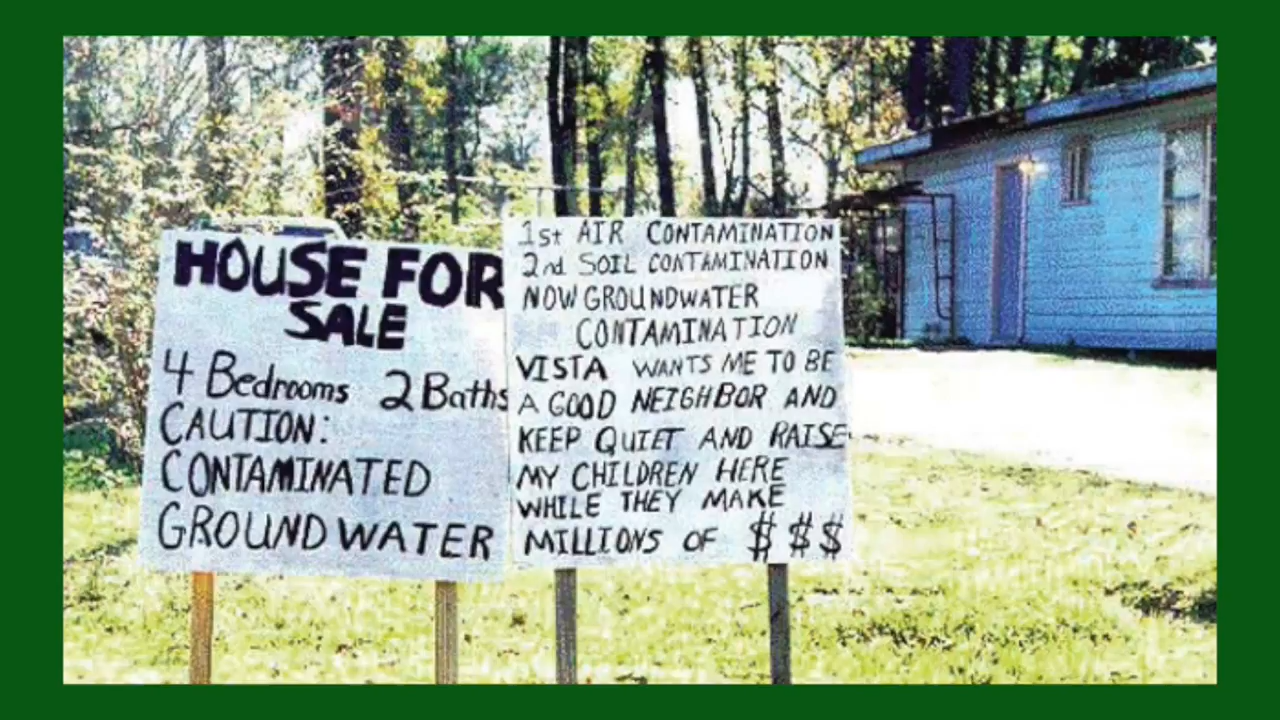 HOUSE FOR
SALE
4 Bedrooms 2 Baths
CAUTION:
CONTAMINATED
GROUNDWATER
1st AIR CONTAMINATION
2nd SOIL CONTAMINATION
NOW GROUNDWATER
CONTAMINATION
VISTA WANTS ME TO BE
A GOOD NEIGHBOR AND
KEEP QUIET AND RAISE
MY CHILDREN HERE
WHILE THEY MAKE
MILLIONS OF $ $ $